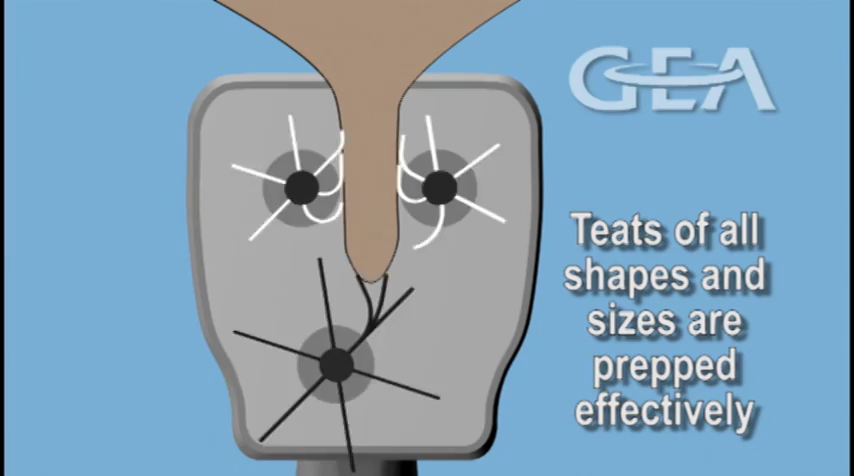 GEA
Teats of all
shapes and
sizes are
prepped
effectively